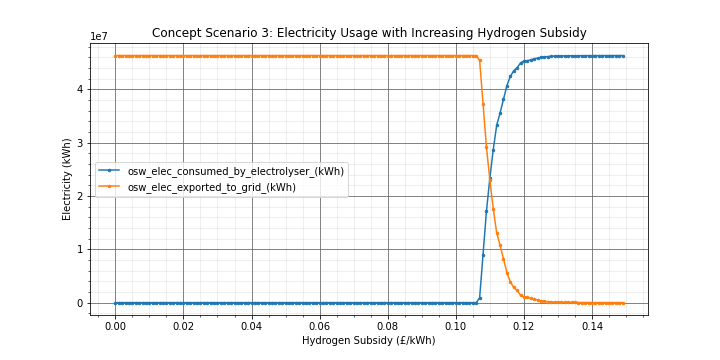 Concept Scenario 3: Electricity Usage with Increasing Hydrogen Subsidy
1e7
4
3
2
1
0
Electricity (kWh)
osw_elec_consumed_by_electrolyser_(kWh)
osw_elec_exported_to_grid_(kWh)
0.00 0.02 0.04 0.06 0.08 0.10 0.12 0.14
Hydrogen Subsidy (£/kWh)